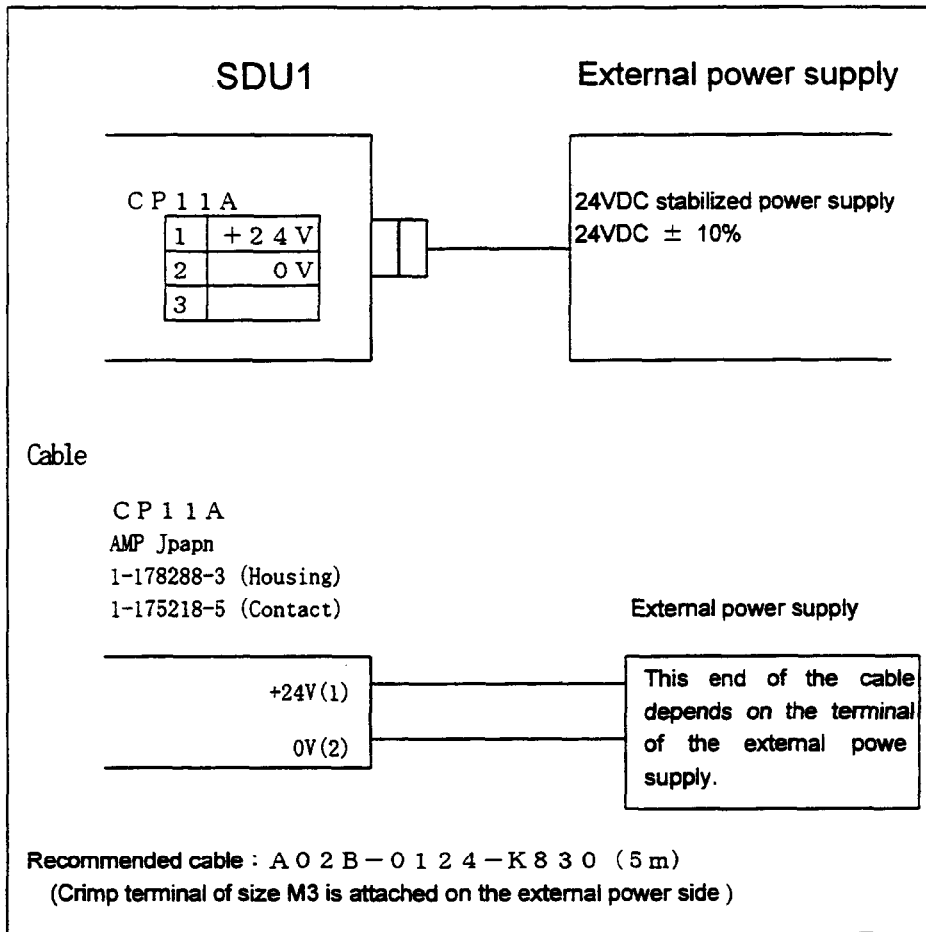 SDU1
External power supply
CP11A
1 +24V
2 0V
3
24VDC stabilized power supply
24VDC ± 10%
Cable
CP11A
AMP Jpapn
1-178288-3 (Housing)
1-175218-5 (Contact)
External power supply
+24V(1)
0V(2)
This end of the cable
depends on the terminal
of the external powe
supply.
Recommended cable : A02B-0124-K830 (5m)
(Crimp terminal of size M3 is attached on the external power side )